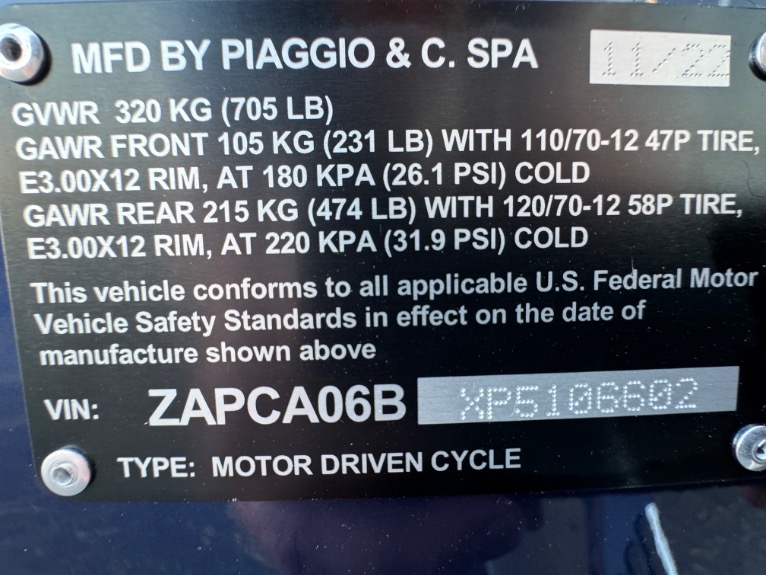 MFD BY PIAGGIO & C. SPA 11/22
GVWR 320 KG (705 LB)
GAWR FRONT 105 KG (231 LB) WITH 110/70-12 47P TIRE,
E3.00X12 RIM, AT 180 KPA (26.1 PSI) COLD
GAWR REAR 215 KG (474 LB) WITH 120/70-12 58P TIRE,
E3.00X12 RIM, AT 220 KPA (31.9 PSI) COLD
This vehicle conforms to all applicable U.S. Federal Motor
Vehicle Safety Standards in effect on the date of
manufacture shown above
VIN: ZAPCA06B XP5106602
TYPE: MOTOR DRIVEN CYCLE